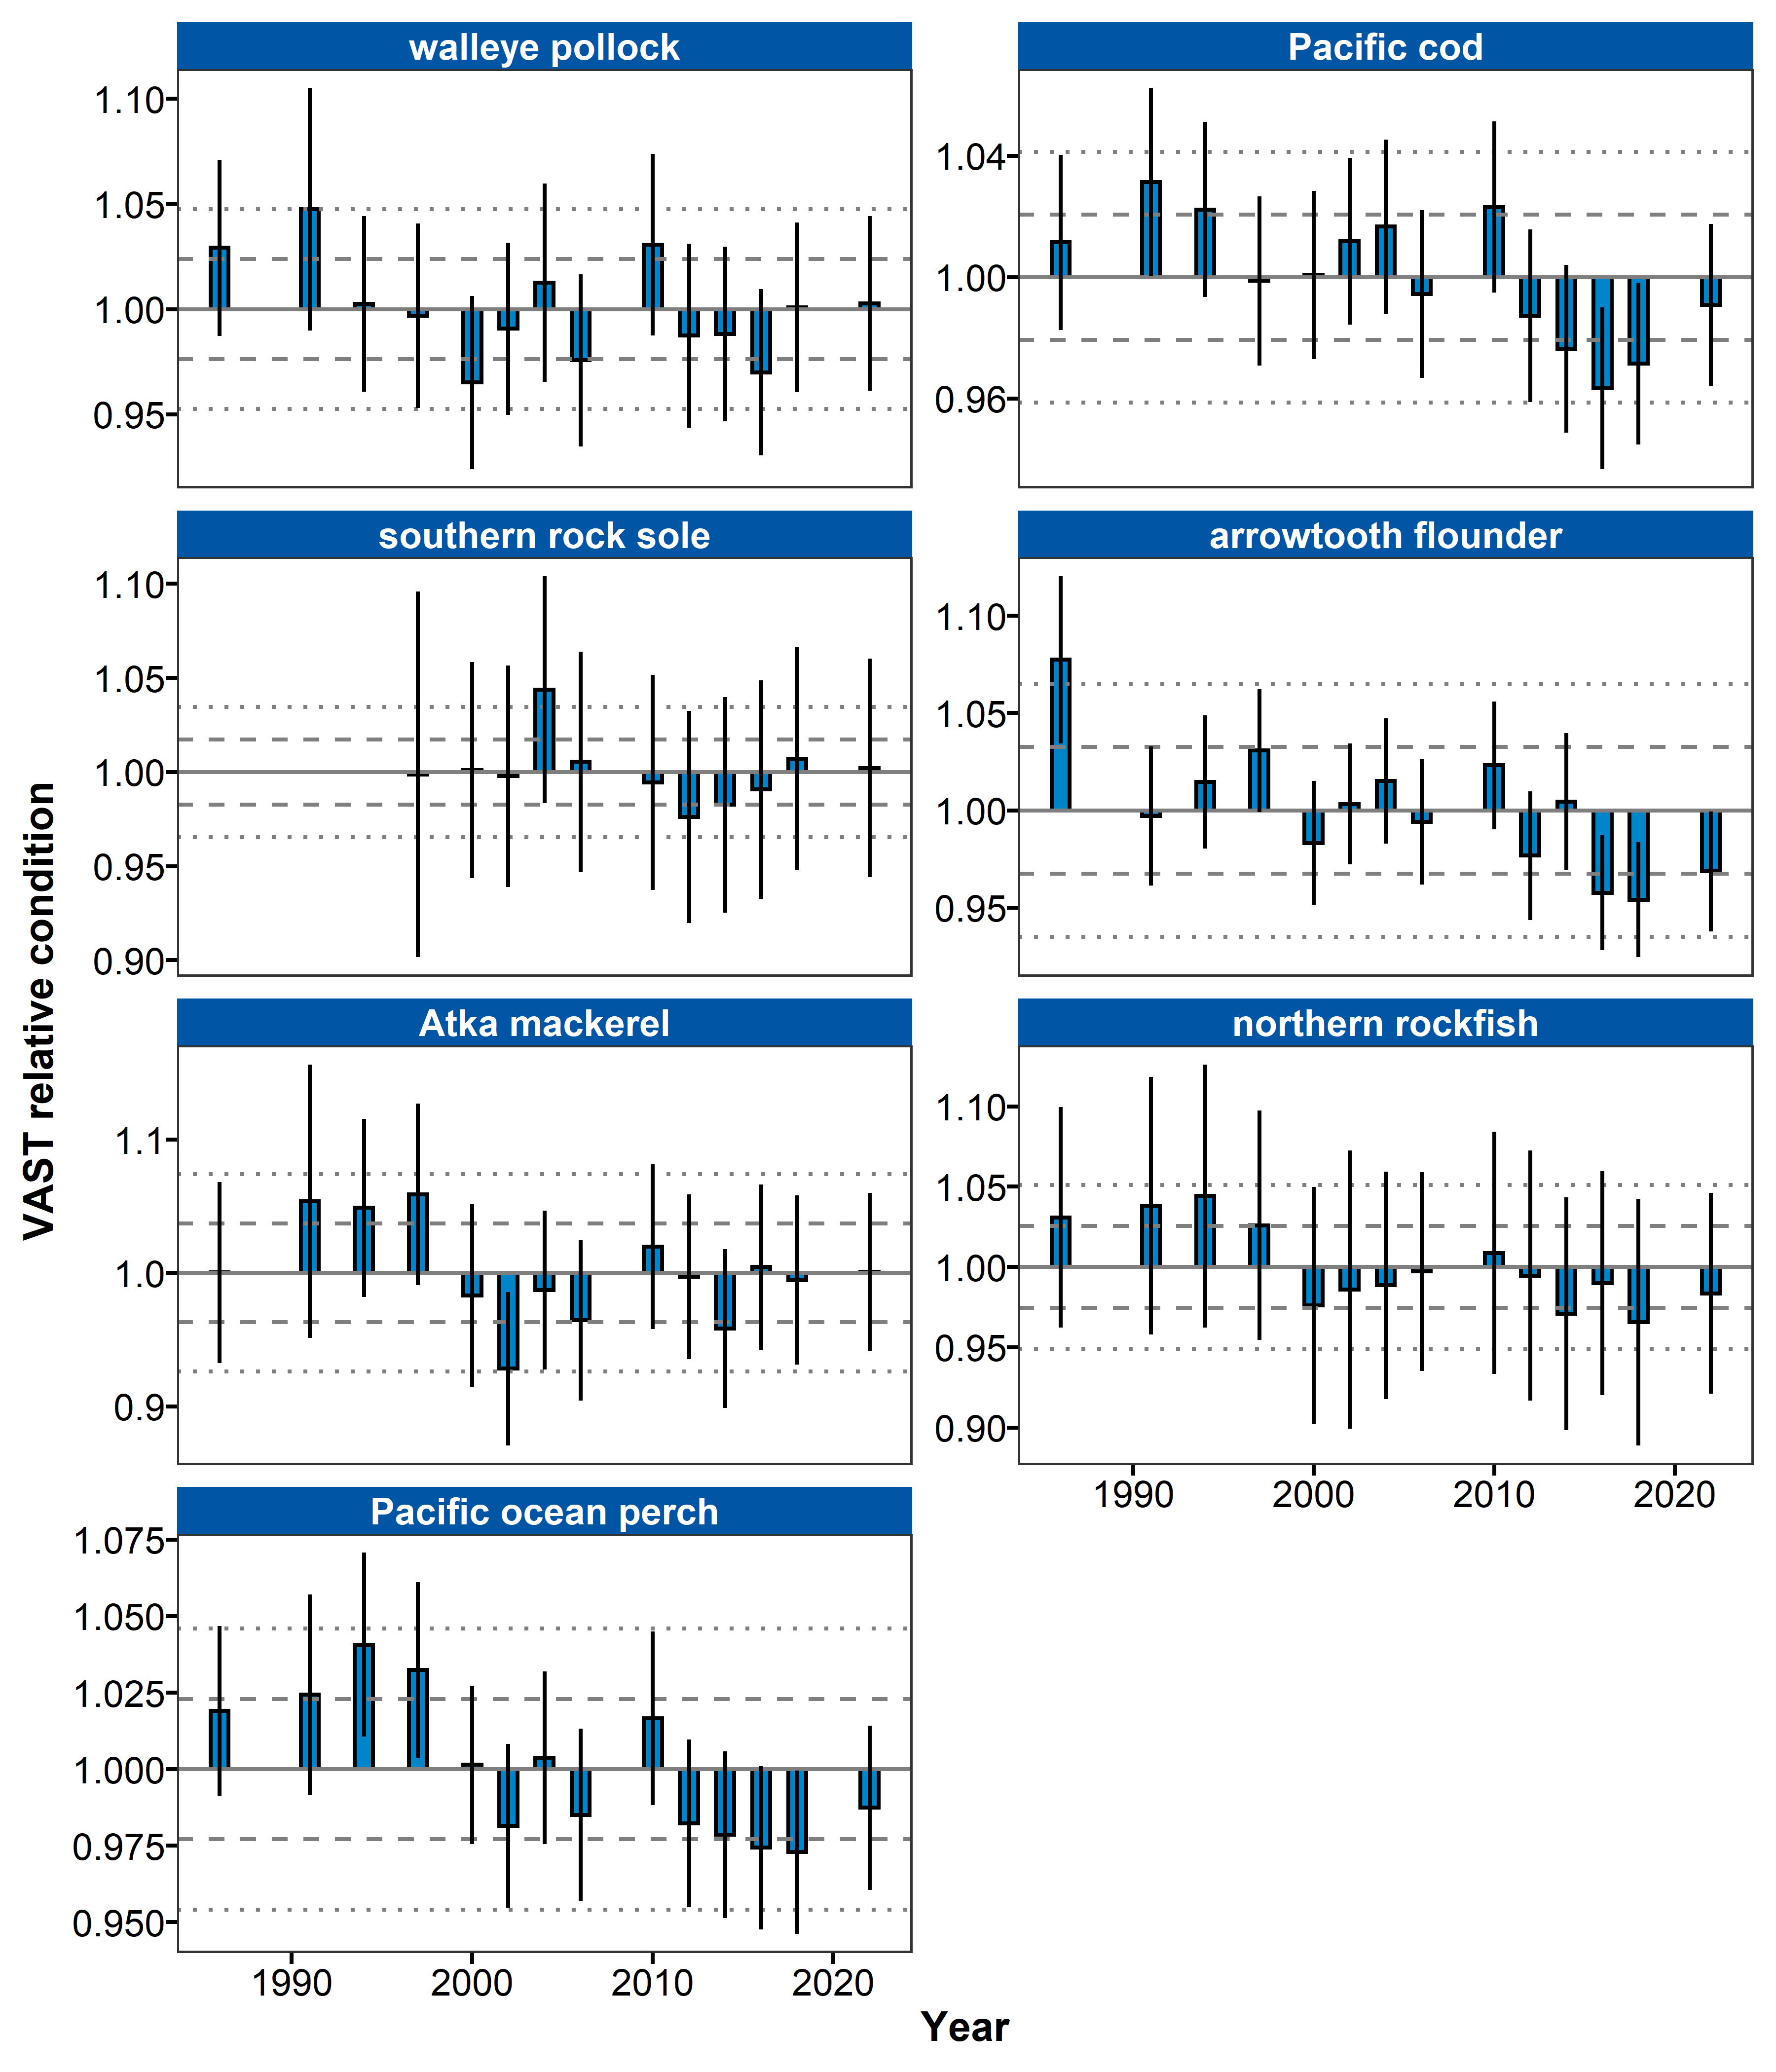 walleye pollock
1.10
1.05
1.00
0.95
Pacific cod
1.04
1.00
0.96
southern rock sole
1.10
1.05
1.00
0.95
0.90
arrowtooth flounder
1.10
1.05
1.00
0.95
Atka mackerel
1.1
1.0
0.9
northern rockfish
1.10
1.05
1.00
0.95
0.90
1990 2000 2010 2020
Pacific ocean perch
1.075
1.050
1.025
1.000
0.975
0.950
1990 2000 2010 2020
VAST relative condition
Year